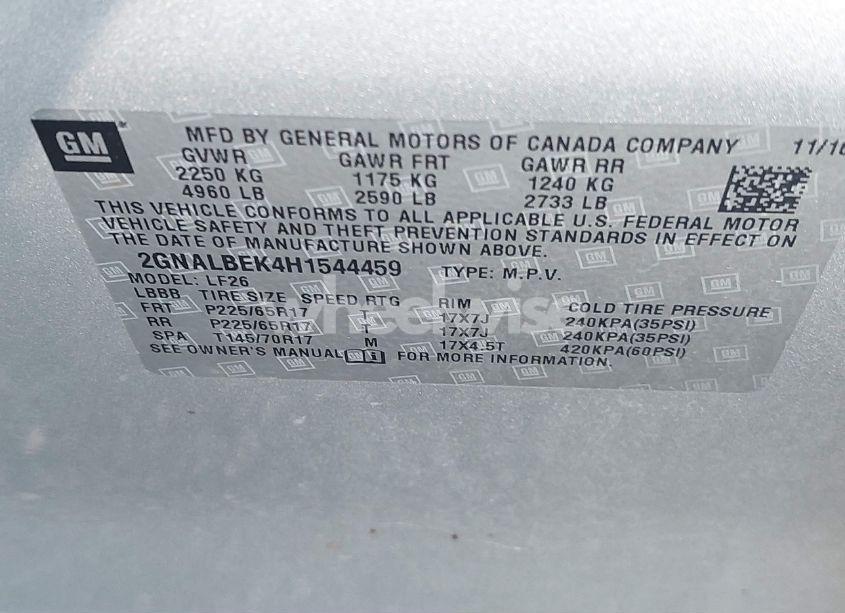 GM
MFD BY GENERAL MOTORS OF CANADA COMPANY 11/16
GVWR GAWR FRT GAWR RR
2250 KG 1175 KG 1240 KG
4960 LB 2590 LB 2733 LB
THIS VEHICLE CONFORMS TO ALL APPLICABLE U.S. FEDERAL MOTOR
VEHICLE SAFETY AND THEFT PREVENTION STANDARDS IN EFFECT ON
THE DATE OF MANUFACTURE SHOWN ABOVE.
2GNALBEK4H1544459 TYPE: M.P.V.
MODEL: LF26
LBBB TIRE SIZE SPEED RTG RIM COLD TIRE PRESSURE
FRT P225/65R17 T 17X7J 240KPA(35PSI)
RR P225/65R17 T 17X7J 240KPA(35PSI)
SPA T145/70R17 M 17X4.5T 420KPA(60PSI)
SEE OWNER'S MANUAL FOR MORE INFORMATION.